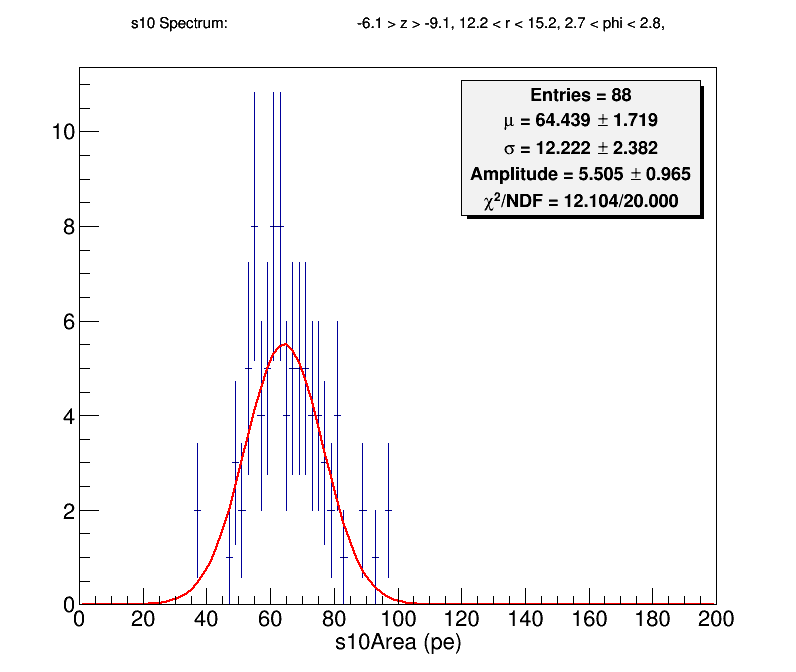 s10 Spectrum: -6.1 > z > -9.1, 12.2 < r < 15.2, 2.7 < phi < 2.8,
Entries = 88
μ = 64.439 ± 1.719
σ = 12.222 ± 2.382
Amplitude = 5.505 ± 0.965
χ²/NDF = 12.104/20.000
10
8
6
4
2
0
0 20 40 60 80 100 120 140 160 180 200
s10Area (pe)